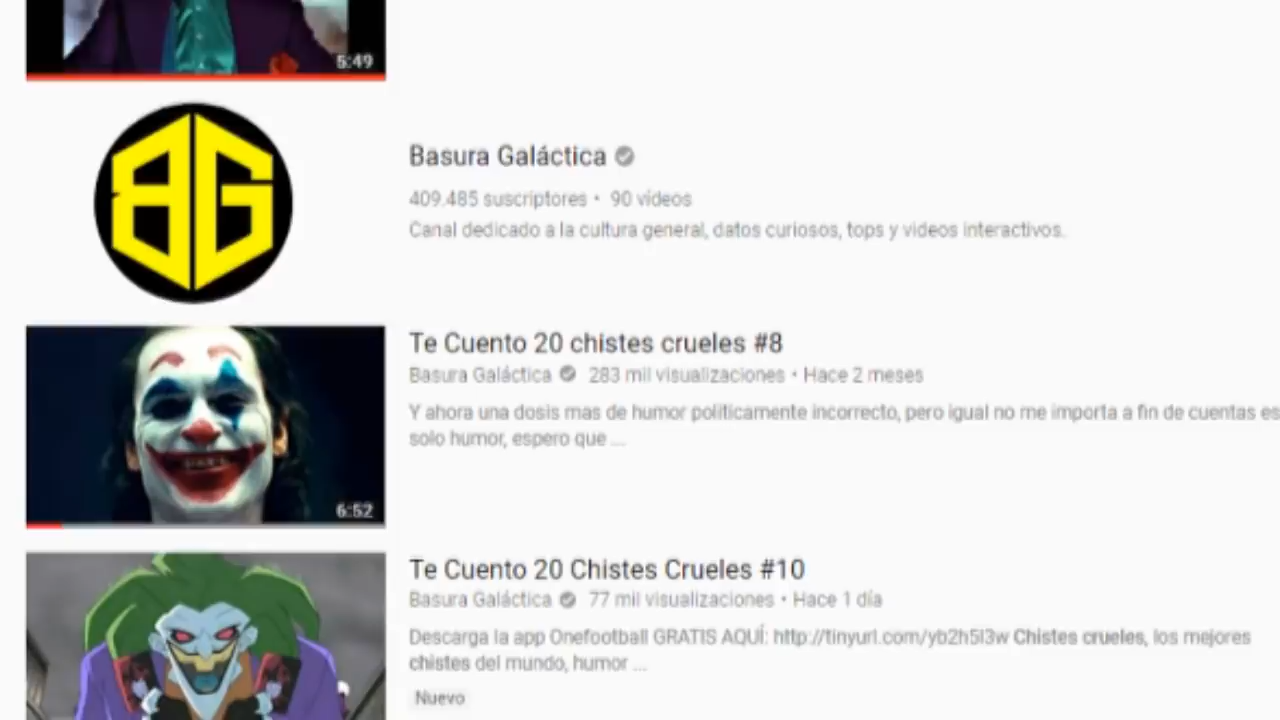 5:49
BG
Basura Galáctica
409.485 suscriptores • 90 vídeos
Canal dedicado a la cultura general, datos curiosos, tops y videos interactivos.
Te Cuento 20 chistes crueles #8
Basura Galáctica 283 mil visualizaciones • Hace 2 meses
Y ahora una dosis mas de humor políticamente incorrecto, pero igual no me importa a fin de cuentas es
solo humor, espero que ...
6:52
Te Cuento 20 Chistes Crueles #10
Basura Galáctica 77 mil visualizaciones • Hace 1 día
Descarga la app Onefootball GRATIS AQUÍ: http://tinyurl.com/yb2h5l3w Chistes crueles, los mejores
chistes del mundo, humor ...
Nuevo